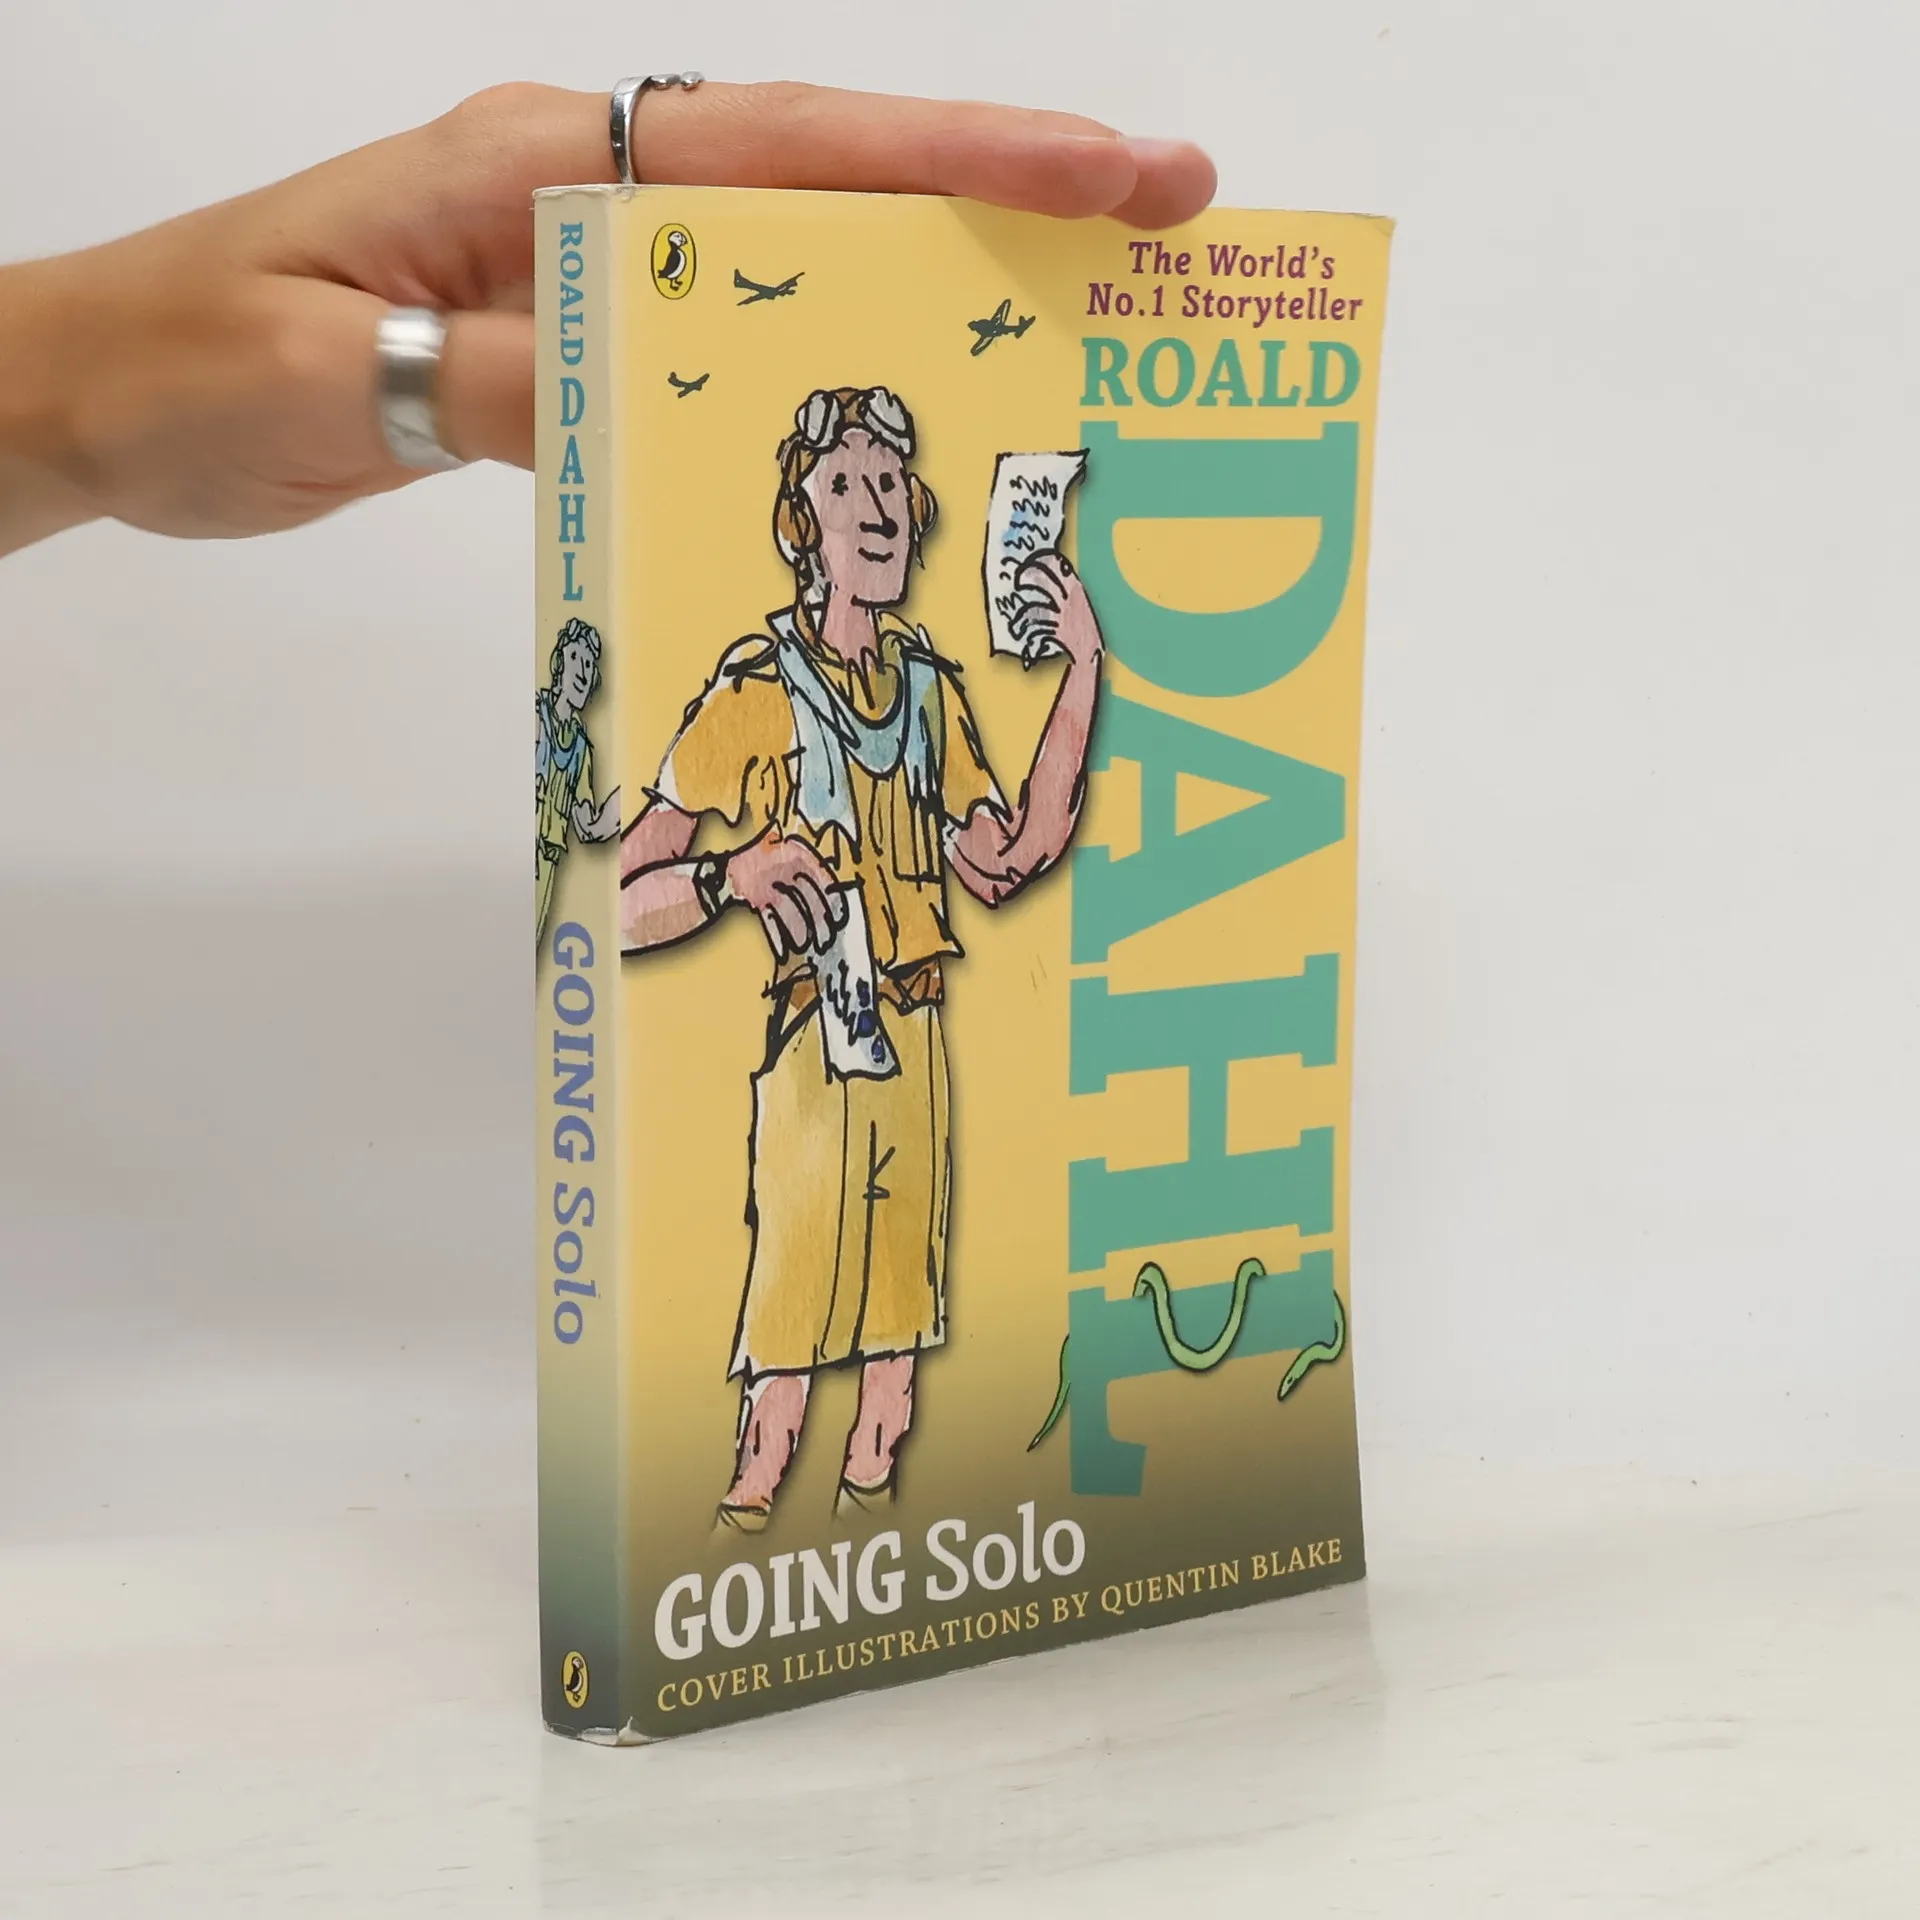 ROALD DAHL
GOING Solo
The World's
No.1 Storyteller
ROALD
DAHL
GOING Solo
COVER ILLUSTRATIONS BY QUENTIN BLAKE